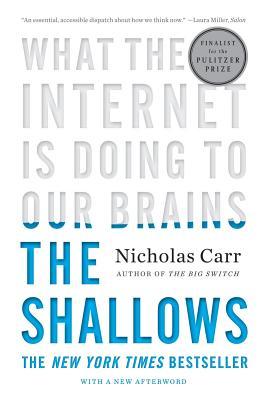 "An essential, accessible dispatch about how we think now." —Laura Miller, Salon
WHAT THE
FINALIST
for the
PULITZER
PRIZE
INTERNET
IS DOING TO
OUR BRAINS
THE
Nicholas Carr
AUTHOR OF THE BIG SWITCH
SHALLOWS
THE NEW YORK TIMES BESTSELLER
WITH A NEW AFTERWORD